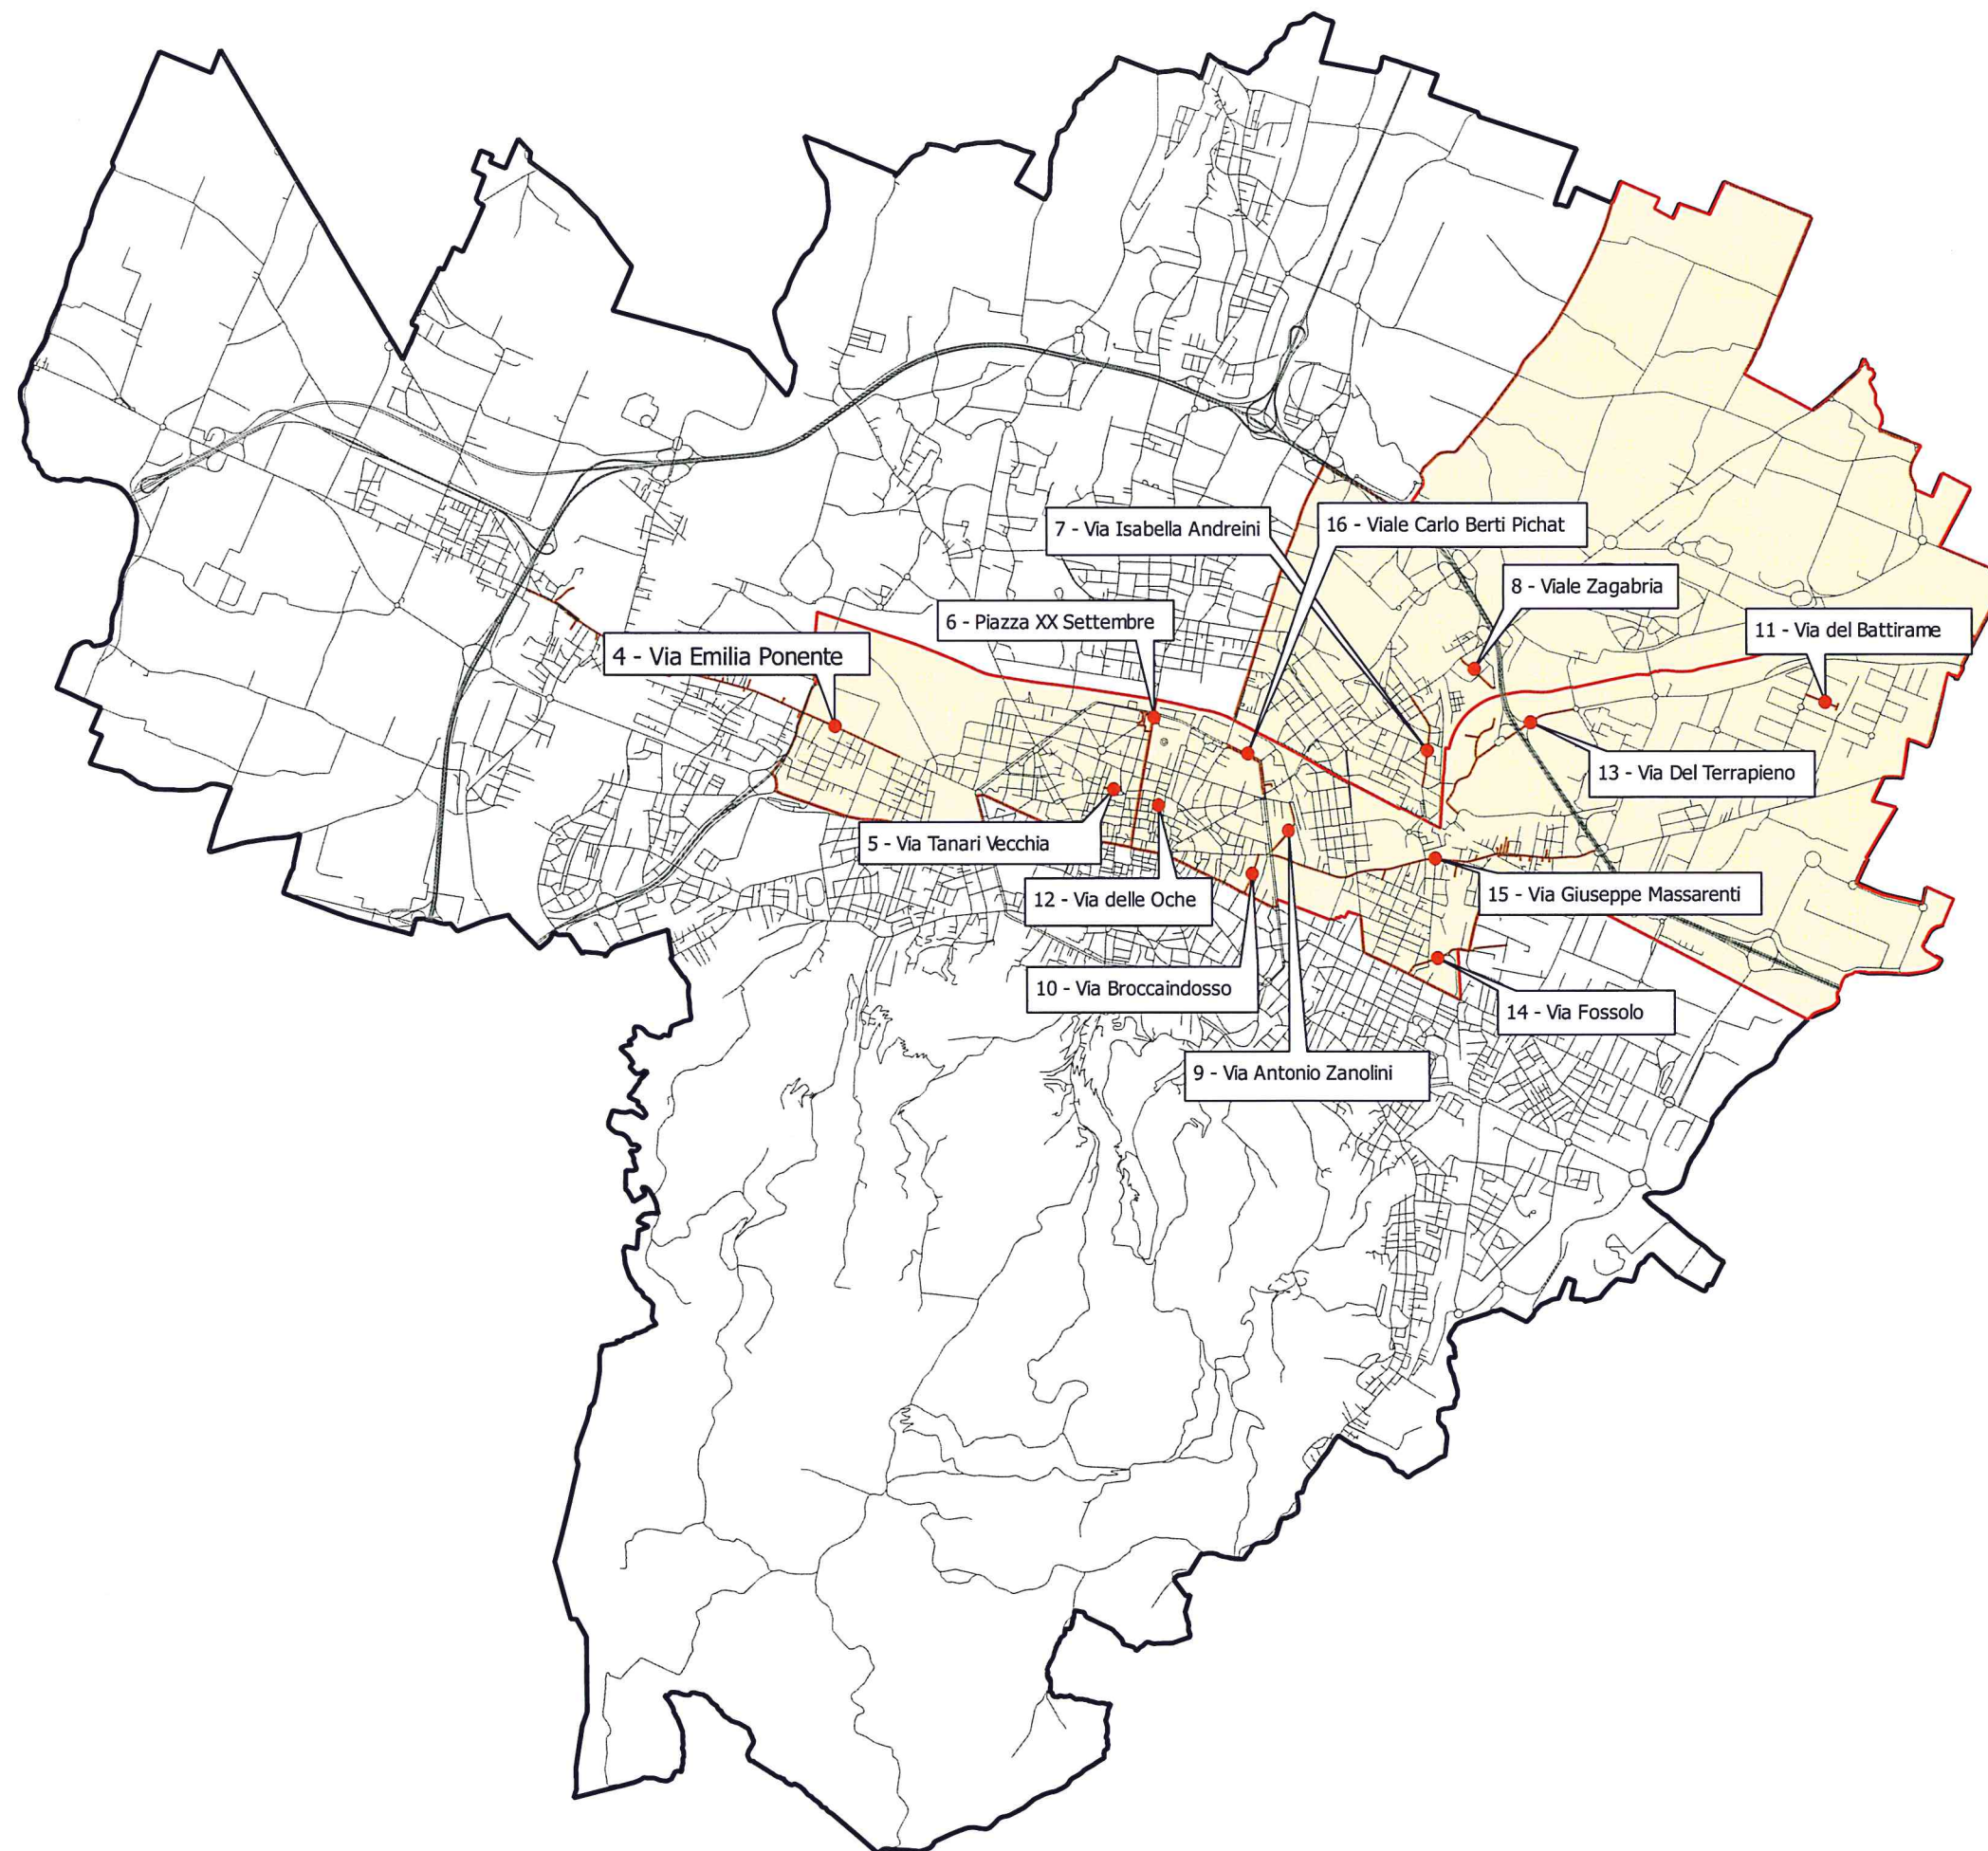 7 - Via Isabella Andreini
16 - Viale Carlo Berti Pichat
8 - Viale Zagabria
6 - Piazza XX Settembre
11 - Via del Battirame
4 - Via Emilia Ponente
13 - Via Del Terrapieno
5 - Via Tanari Vecchia
12 - Via delle Oche
15 - Via Giuseppe Massarenti
10 - Via Broccaindosso
14 - Via Fossolo
9 - Via Antonio Zanolini